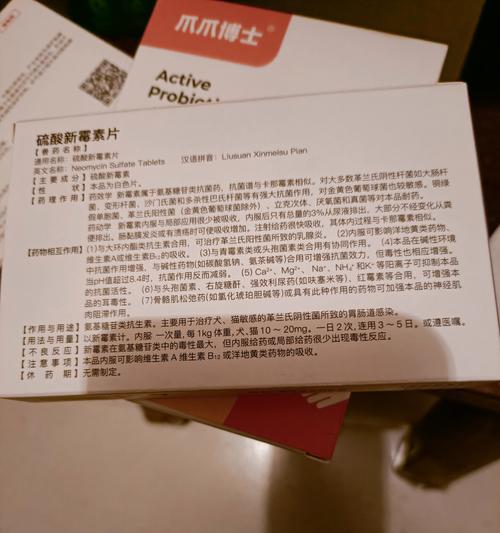 爪爪博士
Active
Probio
硫酸新霉素片
【兽药名称】
通用名称：硫酸新霉素片
英文名称：Neomycin Sulfate Tablets 汉语拼音：Liusuan Xinmeisu Pian
【主要成分】硫酸新霉素
【性 状】本品为白色片。
【药理作用】药效学 新霉素属于氨基糖苷类抗菌药，抗菌谱与卡那霉素相似。对大多数革兰氏阴性杆菌如大肠杆
菌、变形杆菌、沙门氏菌和多杀性巴氏杆菌等有强大抗菌作用，对金黄色葡萄球菌也较敏感。铜绿
假单胞菌、革兰氏阳性菌（金黄色葡萄球菌除外）、立克次体、厌氧菌和真菌等对本品耐药。
药动学 新霉素内服与局部应用很少被吸收，内服后只有总量的3%从尿液排出，大部分不经变化从粪
便排出。肠黏膜发炎或有溃疡时可使吸收增加。注射给药很快吸收，其体内过程与卡那霉素相似。
【药物相互作用】(1)与大环内酯类抗生素合用，可治疗革兰氏阳性菌所致的乳腺炎。(2)内服可影响洋地黄类药物、
维生素A或维生素B₁₂的吸收。(3)与青霉素类或头孢菌素类合用有协同作用。(4)本品在碱性环境
中抗菌作用增强，与碱性药物(如碳酸氢钠、氨茶碱等)合用可增强抗菌效力，但毒性也相应增强。
当pH值超过8.4时，抗菌作用反而减弱。(5) Ca²⁺、Mg²⁺、Na⁺、NH₄⁺和K⁺等阳离子可抑制本品
的抗菌活性。(6)与头孢菌素、右旋糖酐、强效利尿药(如呋塞米等)、红霉素等合用，可增强本
品的耳毒性。(7)骨骼肌松弛药(如氯化琥珀胆碱等)或具有此种作用的药物可加强本品的神经肌
肉阻滞作用。
【作用与用途】氨基糖苷类抗生素。主要用于治疗犬、猫敏感的革兰氏阴性菌所致的胃肠道感染。
【用法与用量】以新霉素计。内服 一次量，每1kg体重，犬、猫10～20mg。一日2次，连用3～5日。或遵医嘱。
【不良反应】新霉素在氨基糖苷类中的毒性最大，但内服给药或局部给药很少出现毒性反应。
【注意事项】本品内服可影响维生素A维生素B₁₂或洋地黄类药物的吸收。
【休 药 期】无需制定。